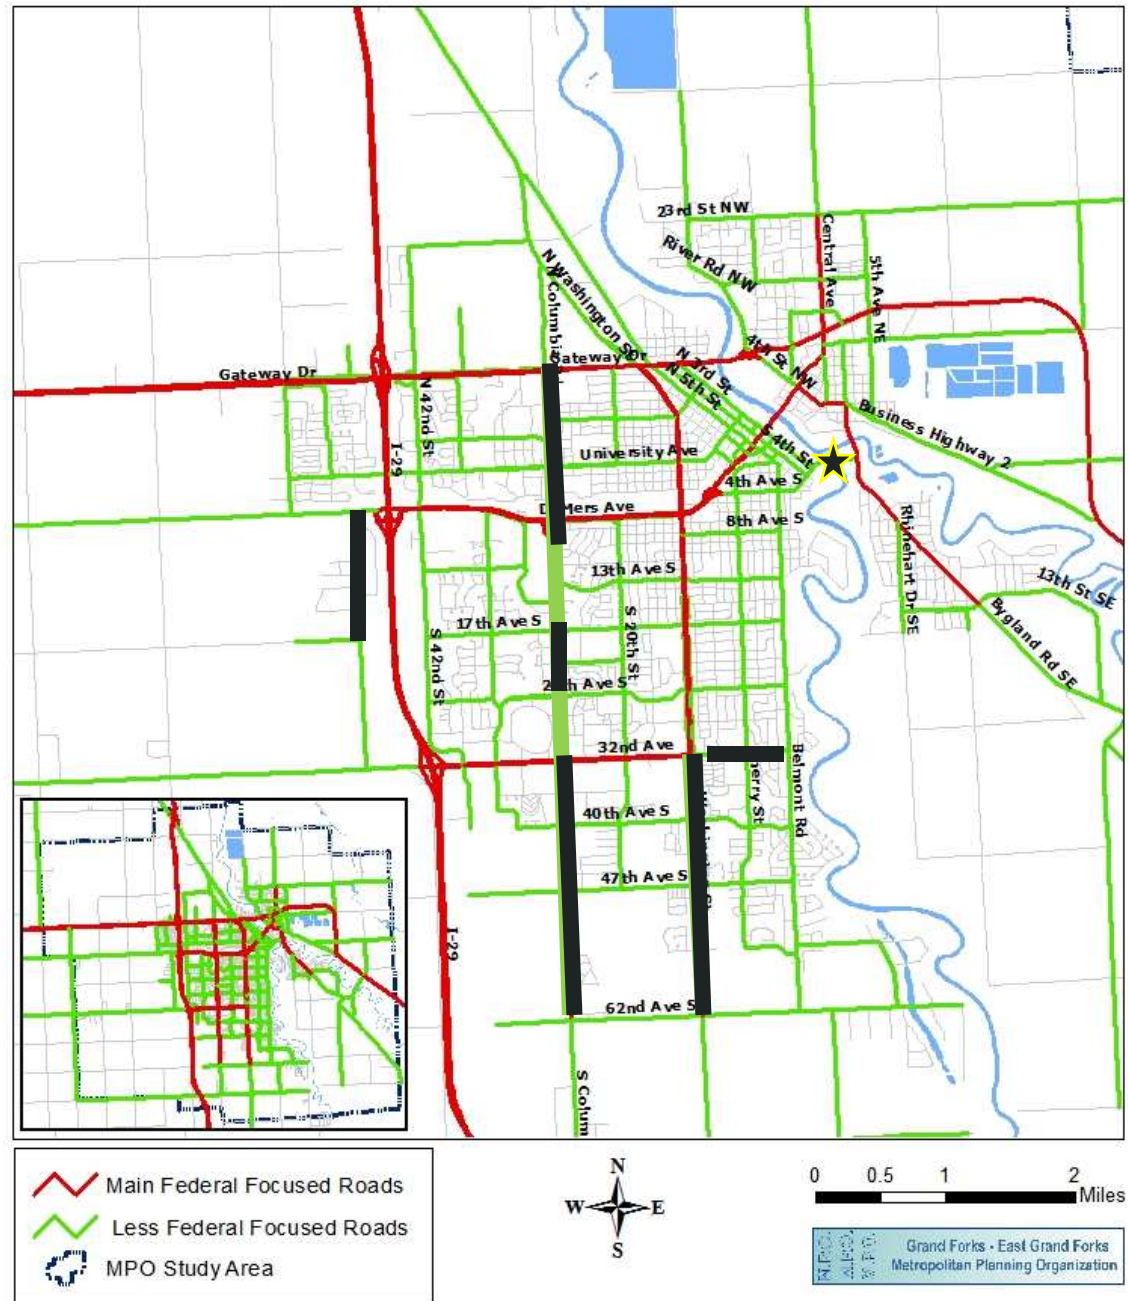 23rd St NW
River Rd NW
Central Ave
5th Ave NE
N Washington St
N Columbia
Gateway Dr
Gateway Dr
N 3rd St
4th St NW
N 5th St
N 42nd St
Business Highway 2
I-29
University Ave
S 4th St
4th Ave S
Mers Ave
8th Ave S
Rhinehart Dr SE
13th Ave S
13th St SE
17th Ave S
S 20th St
S 42nd St
Bygland Rd SE
Ave S
32nd Ave
Belmont Rd
erry St
40th Ave S
47th Ave S
I-29
62nd Ave S
S Colum
Main Federal Focused Roads
Less Federal Focused Roads
MPO Study Area
N
W E
S
0 0.5 1 2
Miles
Grand Forks - East Grand Forks
Metropolitan Planning Organization